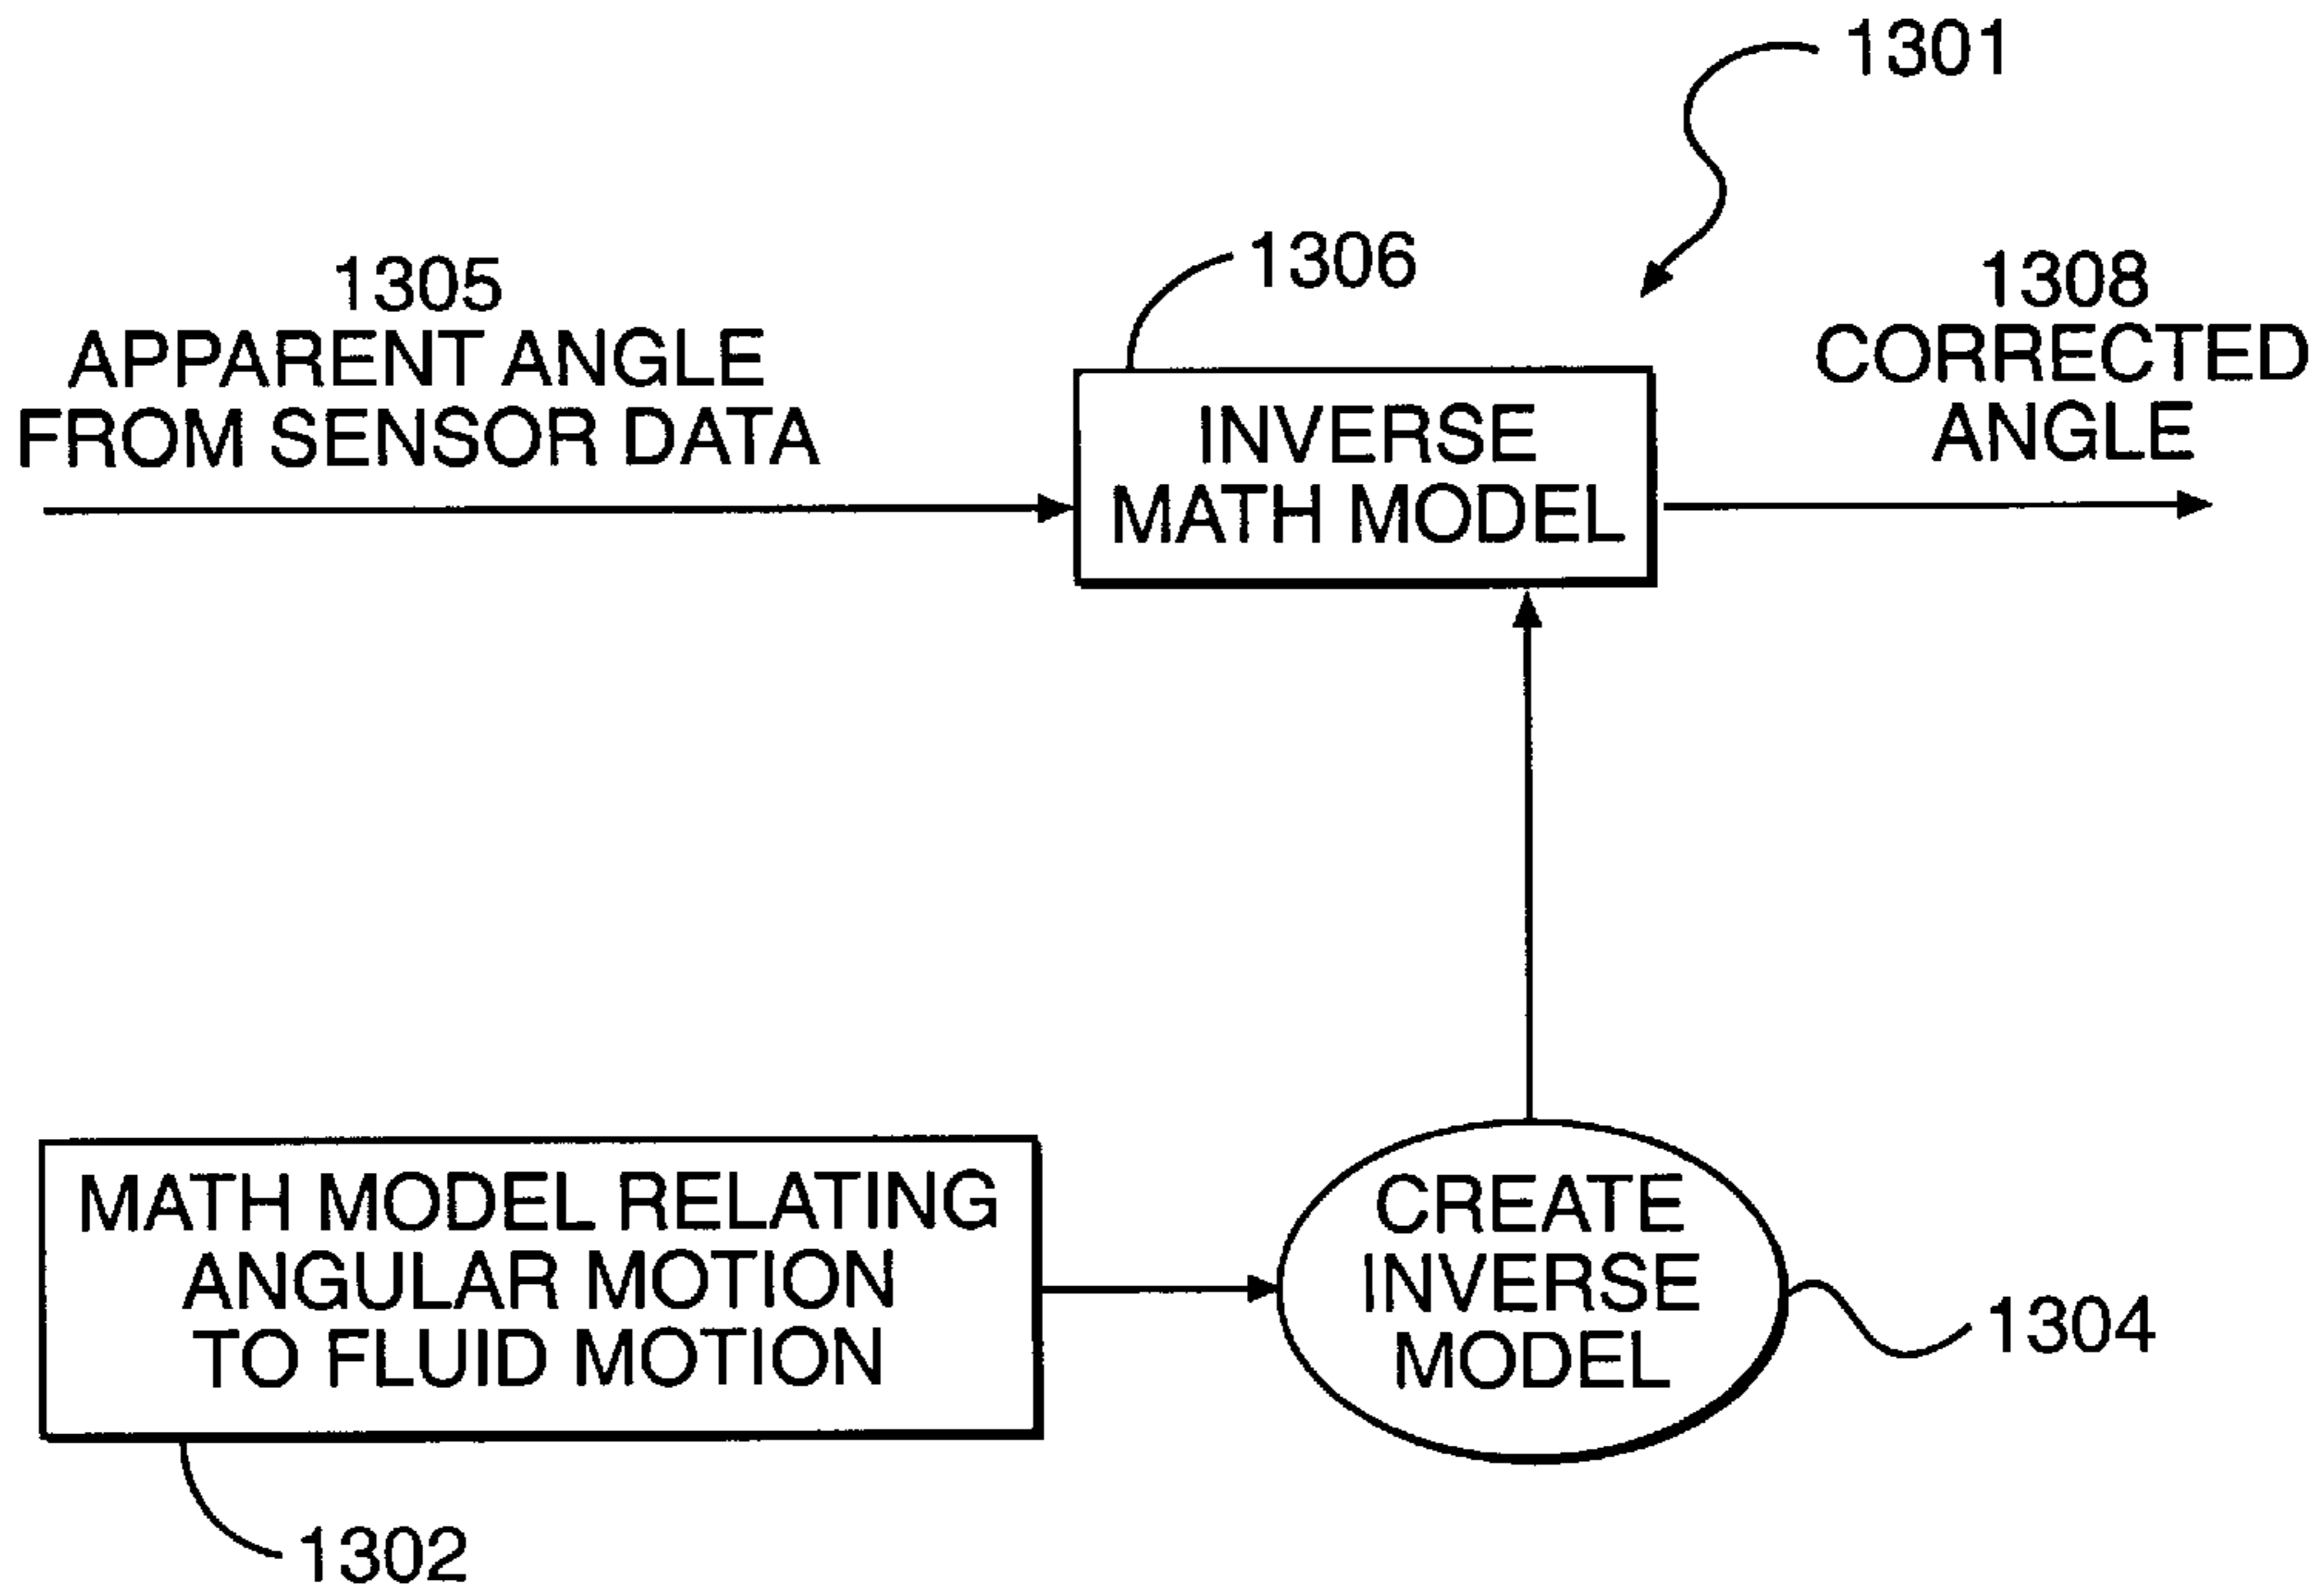 1301
1306
1305
APPARENT ANGLE
FROM SENSOR DATA
1308
CORRECTED
ANGLE
INVERSE
MATH MODEL
MATH MODEL RELATING
ANGULAR MOTION
TO FLUID MOTION
CREATE
INVERSE
MODEL
1304
1302